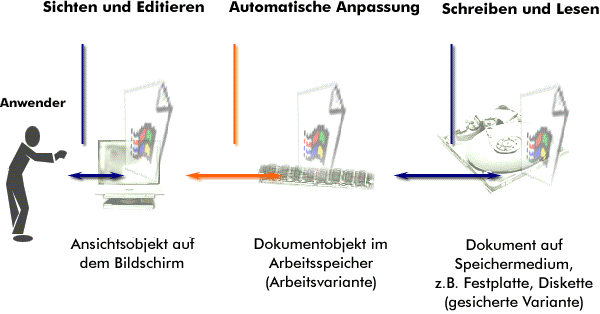 Sichten und Editieren
Automatische Anpassung
Schreiben und Lesen
Anwender
Ansichtsobjekt auf
dem Bildschirm
Dokumentobjekt im
Arbeitsspeicher
(Arbeitsvariante)
Dokument auf
Speichermedium,
z.B. Festplatte, Diskette
(gesicherte Variante)